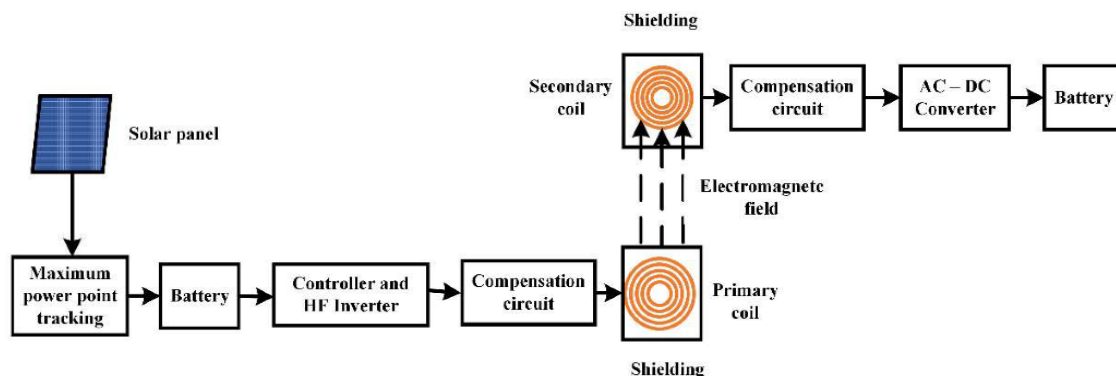 Shielding
Secondary
coil
Compensation
circuit
AC – DC
Converter
Battery
Solar panel
Electromagnetc
field
Maximum
power point
tracking
Battery
Controller and
HF Inverter
Compensation
circuit
Primary
coil
Shielding